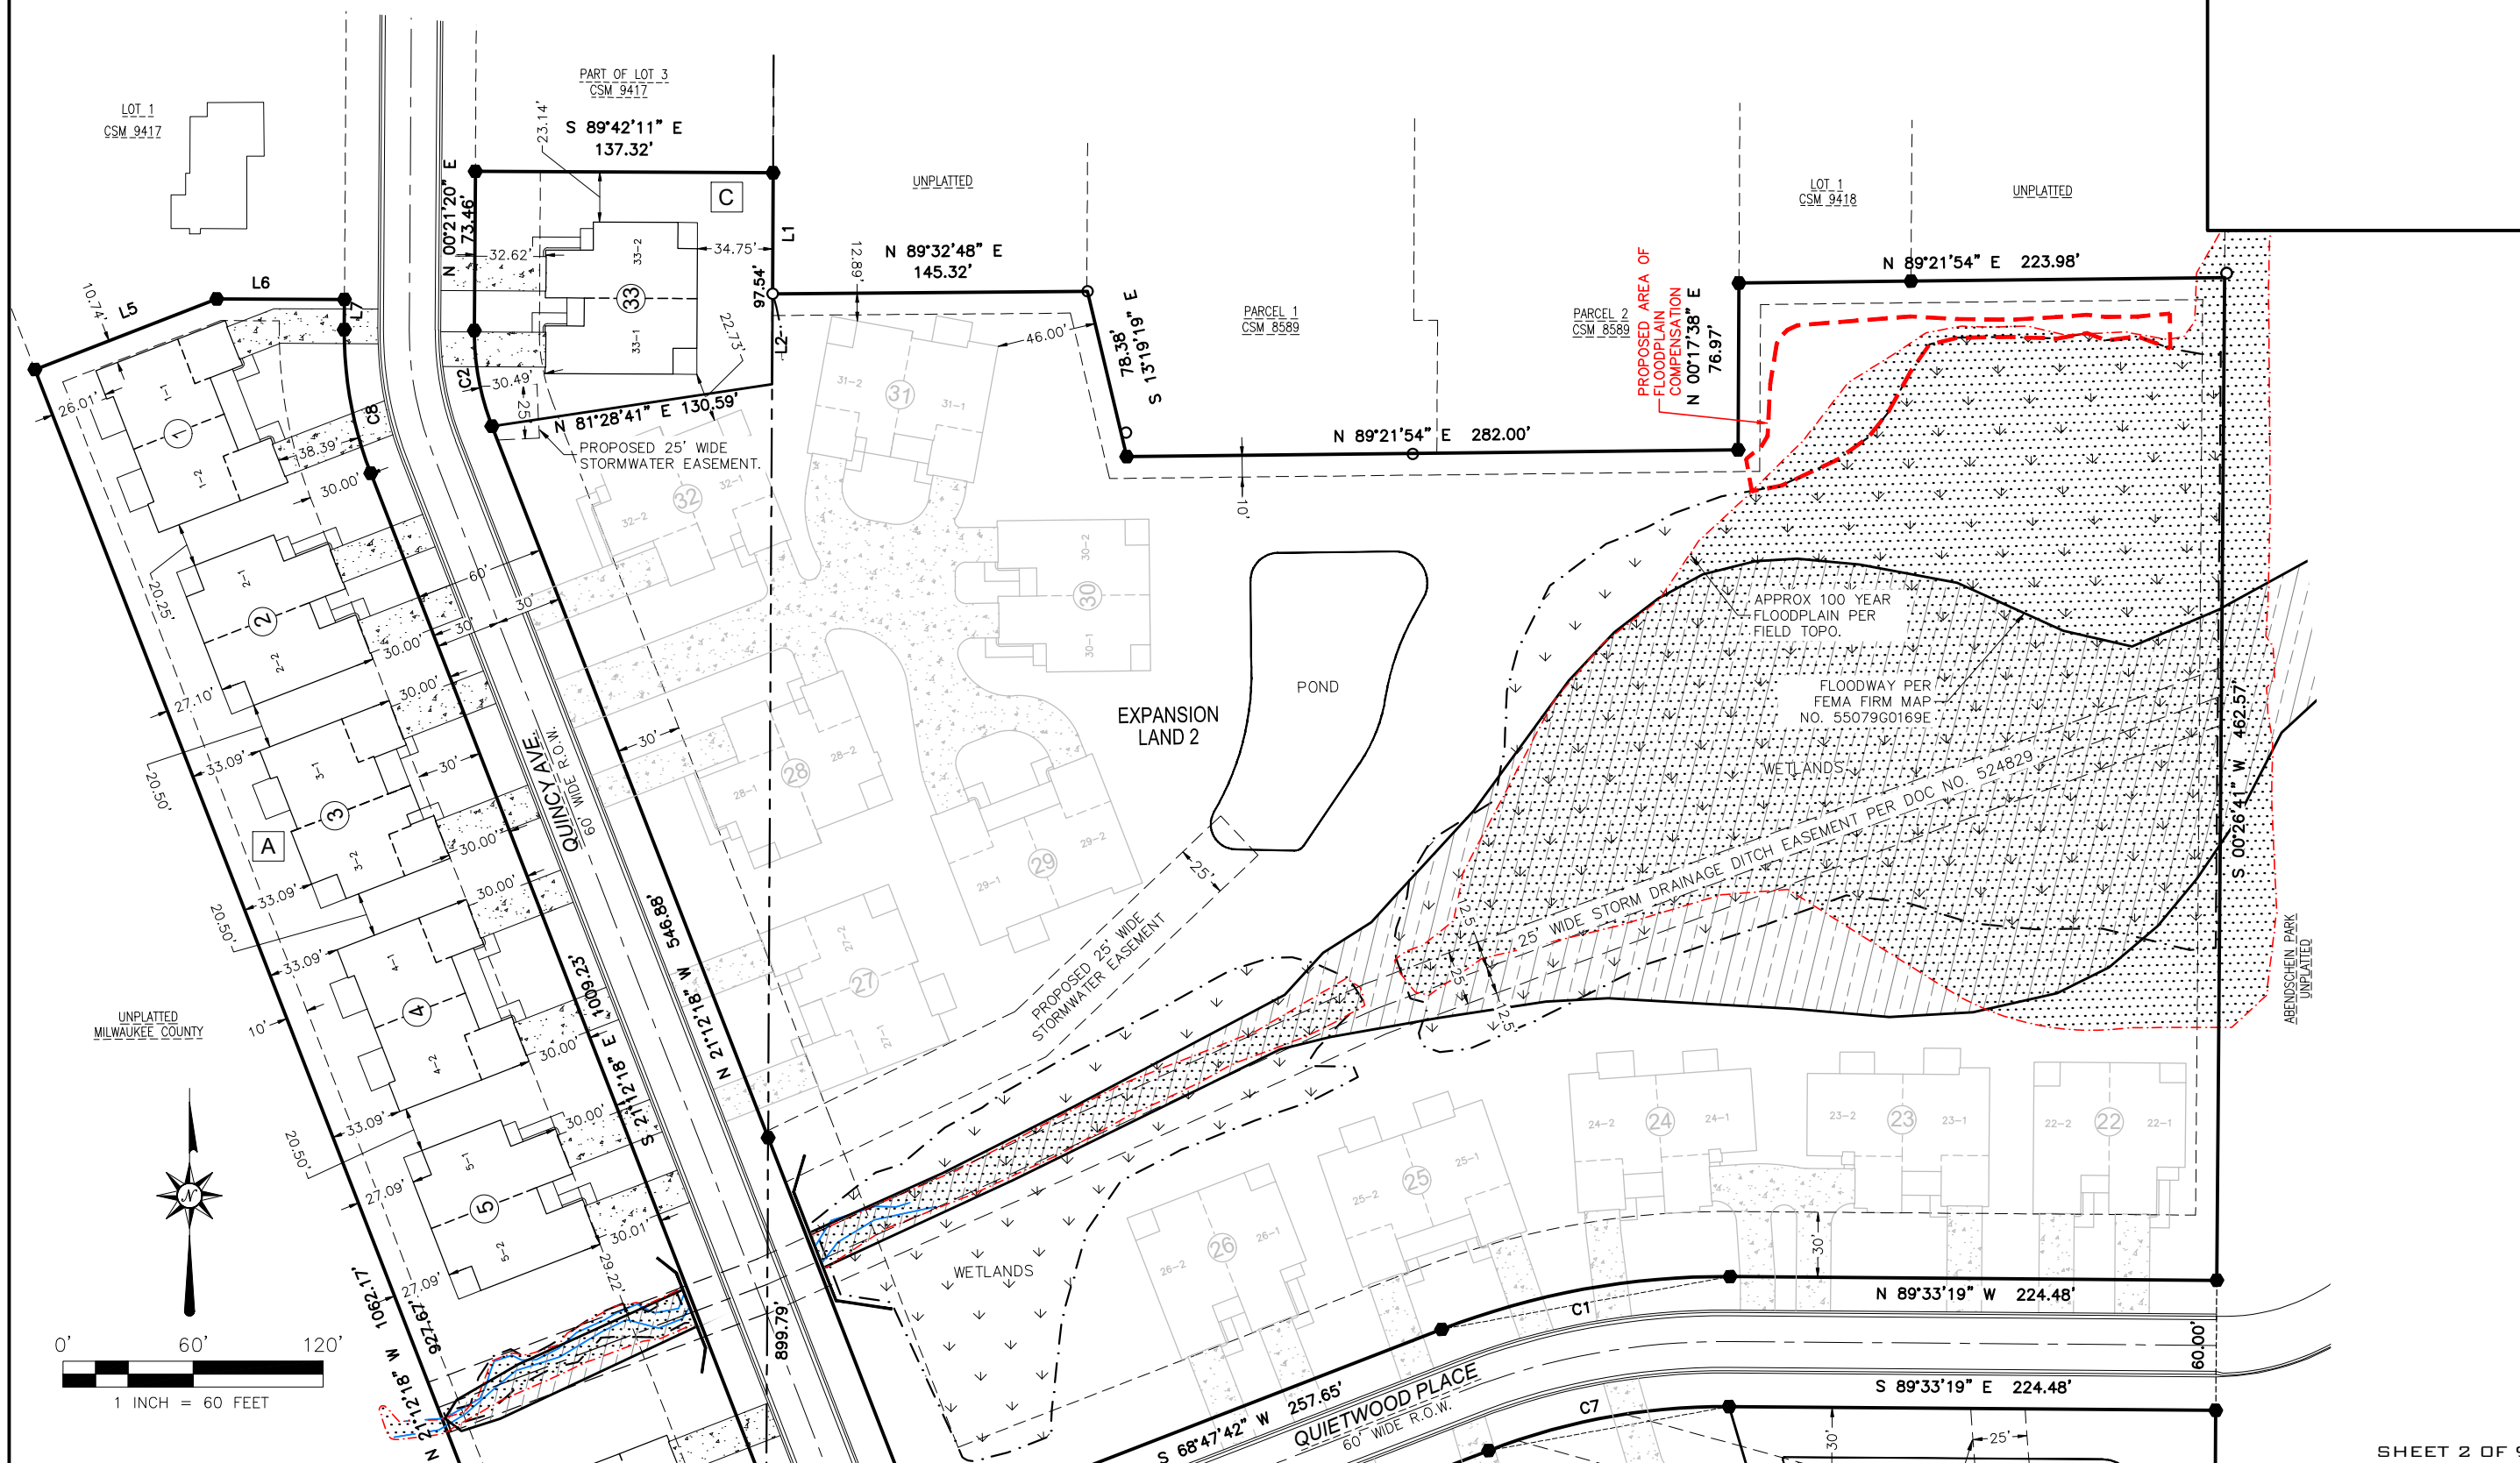 LOT 1
CSM 9417
PART OF LOT 3
CSM 9417
S 89°42'11" E
137.32'
23.14'
C
UNPLATTED
N 00°21'20" E
73.46'
32.62'
33-2
33
33-1
34.75'
L1
97.54'
L2
22.73'
12.89'
N 89°32'48" E
145.32'
L5
L6
L7
10.74'
C2
30.49'
25'
N 81°28'41" E 130.59'
PROPOSED 25' WIDE
STORMWATER EASEMENT.
46.00'
78.38'
S 13°19'19" E
PARCEL 1
CSM 8589
PARCEL 2
CSM 8589
N 89°21'54" E 282.00'
10'
PROPOSED AREA OF
FLOODPLAIN
COMPENSATION
N 00°17'38" E
76.97'
LOT 1
CSM 9418
UNPLATTED
N 89°21'54" E 223.98'
26.01'
1-1
1
1-2
38.39'
C8
30.00'
20.25'
2-1
2
2-2
30.00'
60'
30'
30'
27.10'
33.09'
20.50'
3-1
3
3-2
30.00'
30'
30.00'
A
33.09'
20.50'
QUINCY AVE.
60' WIDE R.O.W.
30'
30.00'
33.09'
4-1
4
4-2
30.00'
10'
UNPLATTED
MILWAUKEE COUNTY
33.09'
20.50'
5-1
5
5-2
30.00'
27.09'
30.01'
27.09'
29.22'
S 21°12'18" E 1009.23'
N 21°12'18" W 546.88'
31-2
31
31-1
32-2
32
32-1
30-2
30
30-1
28-1
28
28-2
29-1
29
29-2
27-2
27
27-1
EXPANSION
LAND 2
POND
25'
PROPOSED 25' WIDE
STORMWATER EASEMENT
APPROX 100 YEAR
FLOODPLAIN PER
FIELD TOPO.
FLOODWAY PER
FEMA FIRM MAP
NO. 55079G0169E
WETLANDS
25' WIDE STORM DRAINAGE DITCH EASEMENT PER DOC NO. 524829
25'
25'
25'
S 00°26'41" W 462.57'
ABENDSCHEIN PARK
UNPLATTED
24-2
24
24-1
23-2
23
23-1
22-2
22
22-1
25-2
25
25-1
26-2
26
26-1
WETLANDS
30'
C1
N 89°33'19" W 224.48'
60.00'
S 89°33'19" E 224.48'
C7
S 68°47'42" W 257.65'
QUIETWOOD PLACE
60' WIDE R.O.W.
30'
25'
899.79'
1062.17'
927.67'
N 21°12'18" W
N
0' 60' 120'
1 INCH = 60 FEET
SHEET 2 OF 9